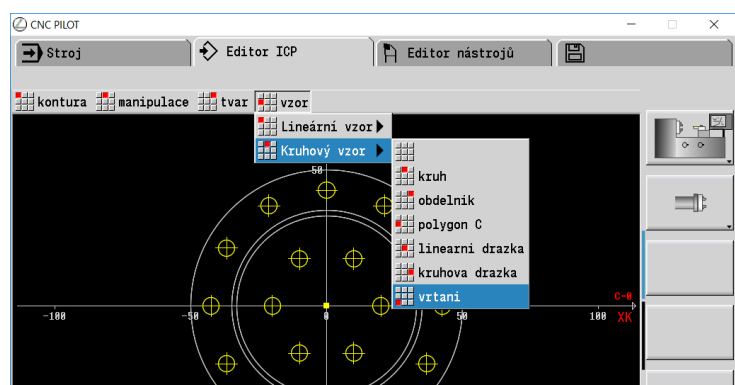 CNC PILOT
Stroj Editor ICP Editor nástrojů
kontura manipulace tvar vzor
Lineární vzor
Kruhový vzor
kruh
obdelnik
polygon C
linearni drazka
kruhova drazka
vrtani
50
C-0
-100 -50 0 50 100 XK